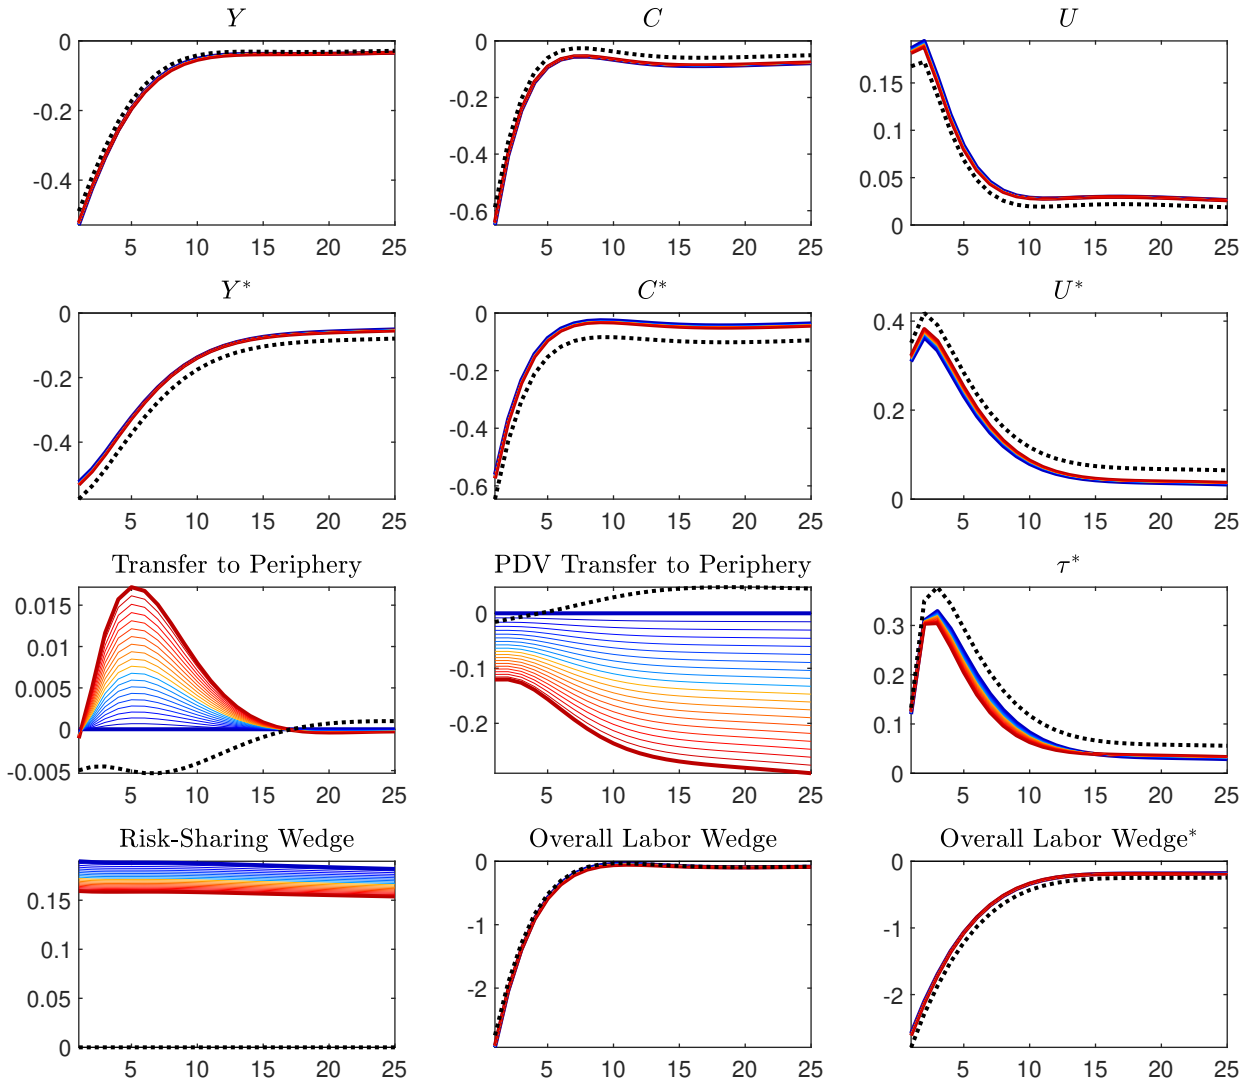 Y
C
U
0
-0.2
-0.4
5 10 15 20 25
0
-0.2
-0.4
-0.6
5 10 15 20 25
0.15
0.1
0.05
0
5 10 15 20 25
Y*
C*
U*
0
-0.2
-0.4
5 10 15 20 25
0
-0.2
-0.4
-0.6
5 10 15 20 25
0.4
0.2
0
5 10 15 20 25
Transfer to Periphery
PDV Transfer to Periphery
τ*
0.015
0.01
0.005
0
-0.005
5 10 15 20 25
0
-0.1
-0.2
5 10 15 20 25
0.3
0.2
0.1
0
5 10 15 20 25
Risk-Sharing Wedge
Overall Labor Wedge
Overall Labor Wedge*
0.15
0.1
0.05
0
5 10 15 20 25
0
-1
-2
5 10 15 20 25
0
-1
-2
5 10 15 20 25